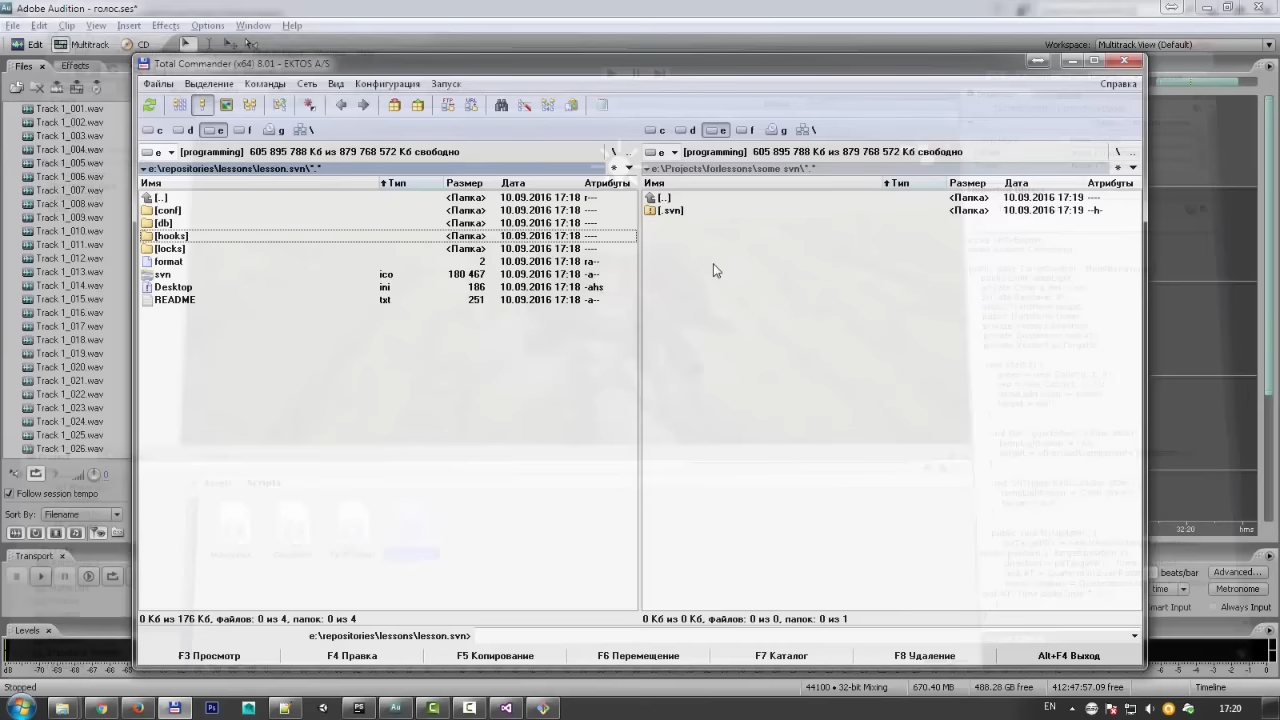 Adobe Audition - голос.ses*
File Edit Clip View Insert Effects Options Window Help
Edit Multitrack CD Workspace: Multitrack View (Default)
Files Effects
Track 1_001.wav
Track 1_002.wav
Track 1_003.wav
Track 1_004.wav
Track 1_005.wav
Track 1_006.wav
Track 1_007.wav
Track 1_008.wav
Track 1_009.wav
Track 1_010.wav
Track 1_011.wav
Track 1_012.wav
Track 1_013.wav
Track 1_014.wav
Track 1_015.wav
Track 1_016.wav
Track 1_017.wav
Track 1_018.wav
Track 1_019.wav
Track 1_020.wav
Track 1_021.wav
Track 1_022.wav
Track 1_023.wav
Track 1_024.wav
Track 1_025.wav
Track 1_026.wav
Follow session tempo
Sort By: Filename
Transport
Levels
Total Commander (x64) 8.01 - EKTOS A/S
Файлы Выделение Команды Сеть Вид Конфигурация Запуск Справка
c d e f g \
e [programming] 605 895 788 Кб из 879 768 572 Кб свободно \ ..
e:\repositories\lessons\lesson.svn\*.* *
Имя Тип Размер Дата Атрибуты
[..] <Папка> 10.09.2016 17:18 r---
[conf] <Папка> 10.09.2016 17:18 ----
[db] <Папка> 10.09.2016 17:18 ----
[hooks] <Папка> 10.09.2016 17:18 ----
[locks] <Папка> 10.09.2016 17:18 ----
format 2 10.09.2016 17:18 ra--
svn ico 180 467 10.09.2016 17:18 -a--
Desktop ini 186 10.09.2016 17:18 -ahs
README txt 251 10.09.2016 17:18 -a--
0 Кб из 176 Кб, файлов: 0 из 4, папок: 0 из 4
c d e f g \
e [programming] 605 895 788 Кб из 879 768 572 Кб свободно \ ..
e:\Projects\forlessons\some svn\*.* *
Имя Тип Размер Дата Атрибуты
[..] <Папка> 10.09.2016 17:19 ----
[.svn] <Папка> 10.09.2016 17:19 --h-
0 Кб из 0 Кб, файлов: 0 из 0, папок: 0 из 1
e:\repositories\lessons\lesson.svn>
F3 Просмотр F4 Правка F5 Копирование F6 Перемещение F7 Каталог F8 Удаление Alt+F4 Выход
Assets Scripts
32:20 hms
beats/bar Advanced...
time Metronome
smart Input Always Input
dB
Stopped 44100 • 32-bit Mixing 670.40 MB 488.28 GB free 412:47:57.09 free Timeline
EN 17:20